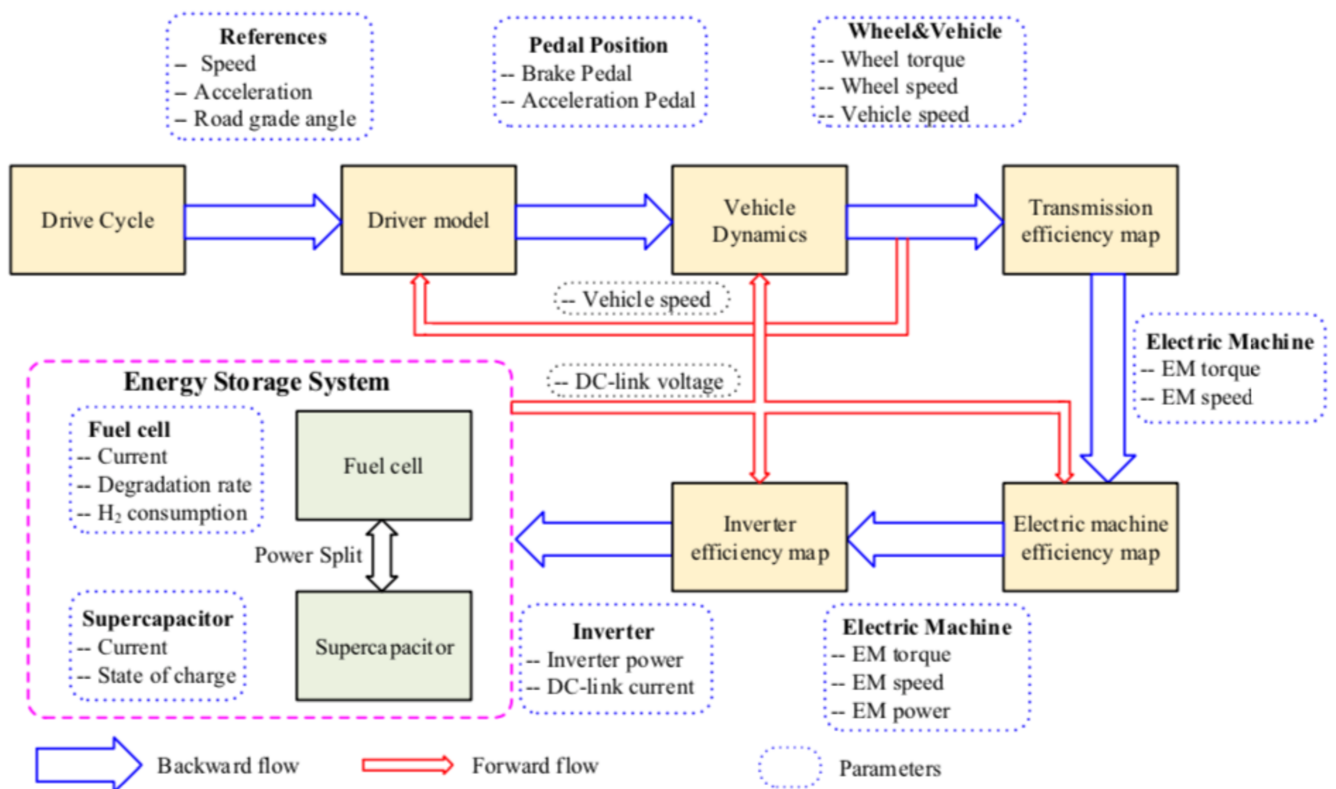 References
– Speed
– Acceleration
– Road grade angle
Pedal Position
-- Brake Pedal
-- Acceleration Pedal
Wheel&Vehicle
-- Wheel torque
-- Wheel speed
-- Vehicle speed
Drive Cycle
Driver model
Vehicle
Dynamics
Transmission
efficiency map
-- Vehicle speed
Electric Machine
-- EM torque
-- EM speed
Energy Storage System
-- DC-link voltage
Fuel cell
-- Current
-- Degradation rate
-- H₂ consumption
Fuel cell
Power Split
Inverter
efficiency map
Electric machine
efficiency map
Supercapacitor
-- Current
-- State of charge
Supercapacitor
Inverter
-- Inverter power
-- DC-link current
Electric Machine
-- EM torque
-- EM speed
-- EM power
Backward flow
Forward flow
Parameters